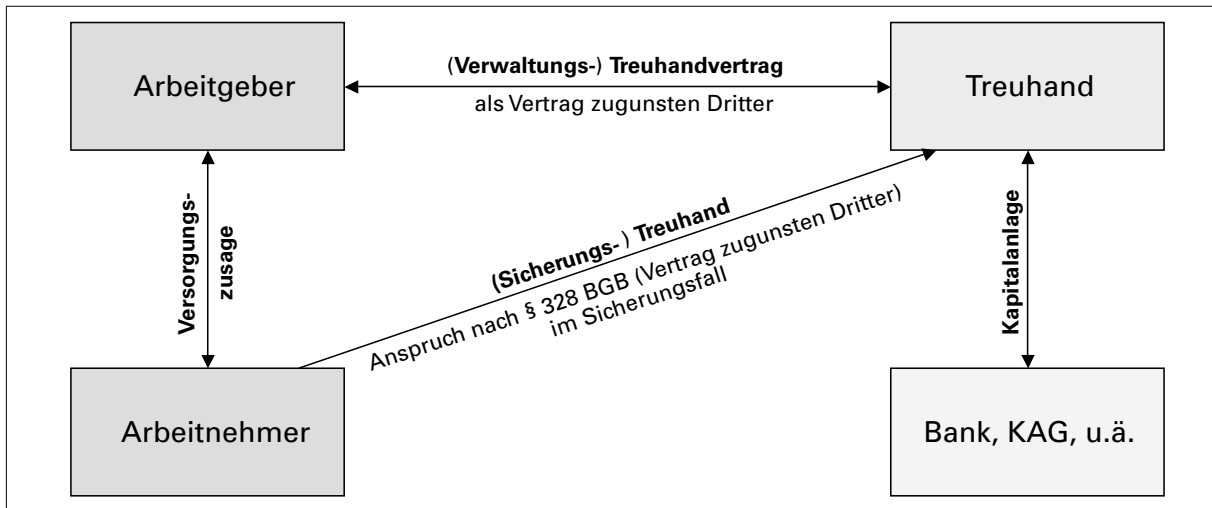 Arbeitgeber
(Verwaltungs-) Treuhandvertrag
als Vertrag zugunsten Dritter
Treuhand
Versorgungs-
zusage
(Sicherungs- ) Treuhand
Anspruch nach § 328 BGB (Vertrag zugunsten Dritter)
im Sicherungsfall
Kapitalanlage
Arbeitnehmer
Bank, KAG, u.ä.